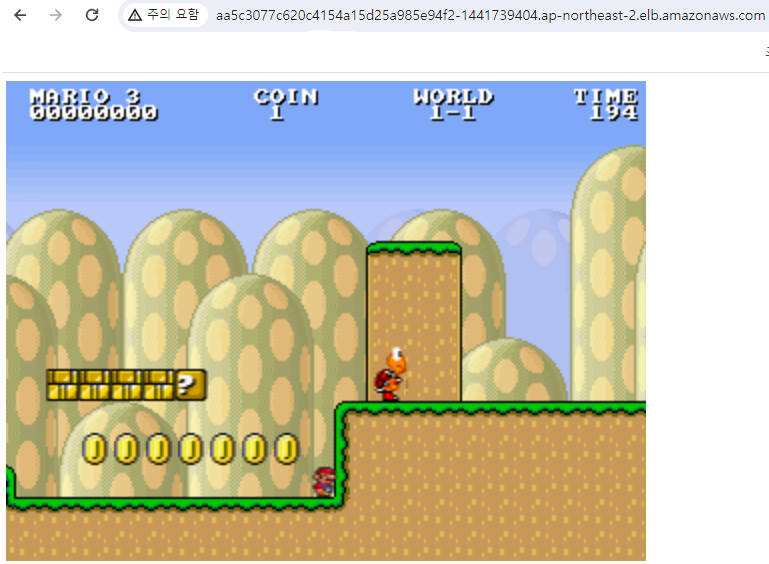 주의 요함
aa5c3077c620c4154a15d25a985e94f2-1441739404.ap-northeast-2.elb.amazonaws.com
MARIO 3 COIN WORLD TIME
00000000 1 1-1 194
?